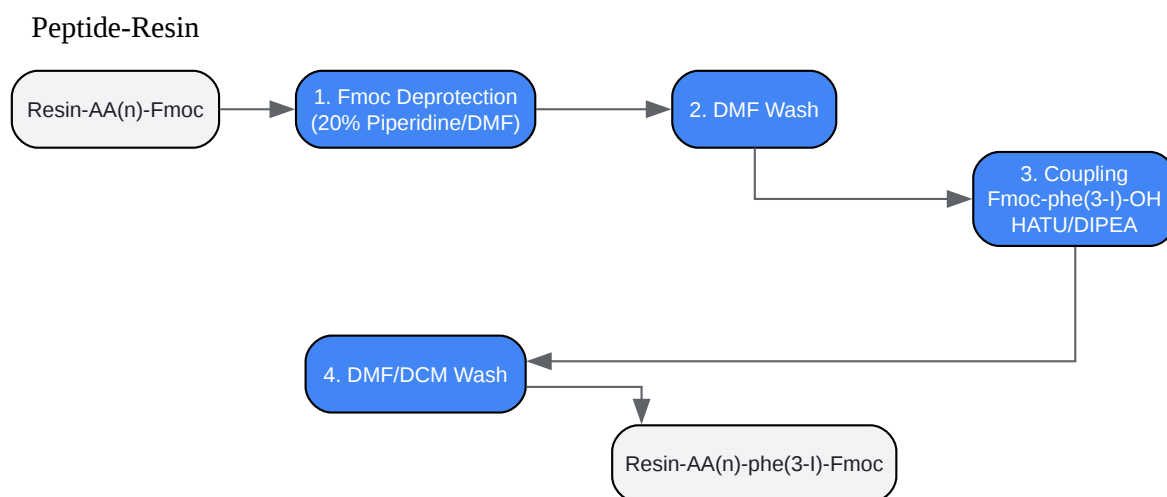 Peptide-Resin
Resin-AA(n)-Fmoc
1. Fmoc Deprotection
(20% Piperidine/DMF)
2. DMF Wash
3. Coupling
Fmoc-phe(3-I)-OH
HATU/DIPEA
4. DMF/DCM Wash
Resin-AA(n)-phe(3-I)-Fmoc